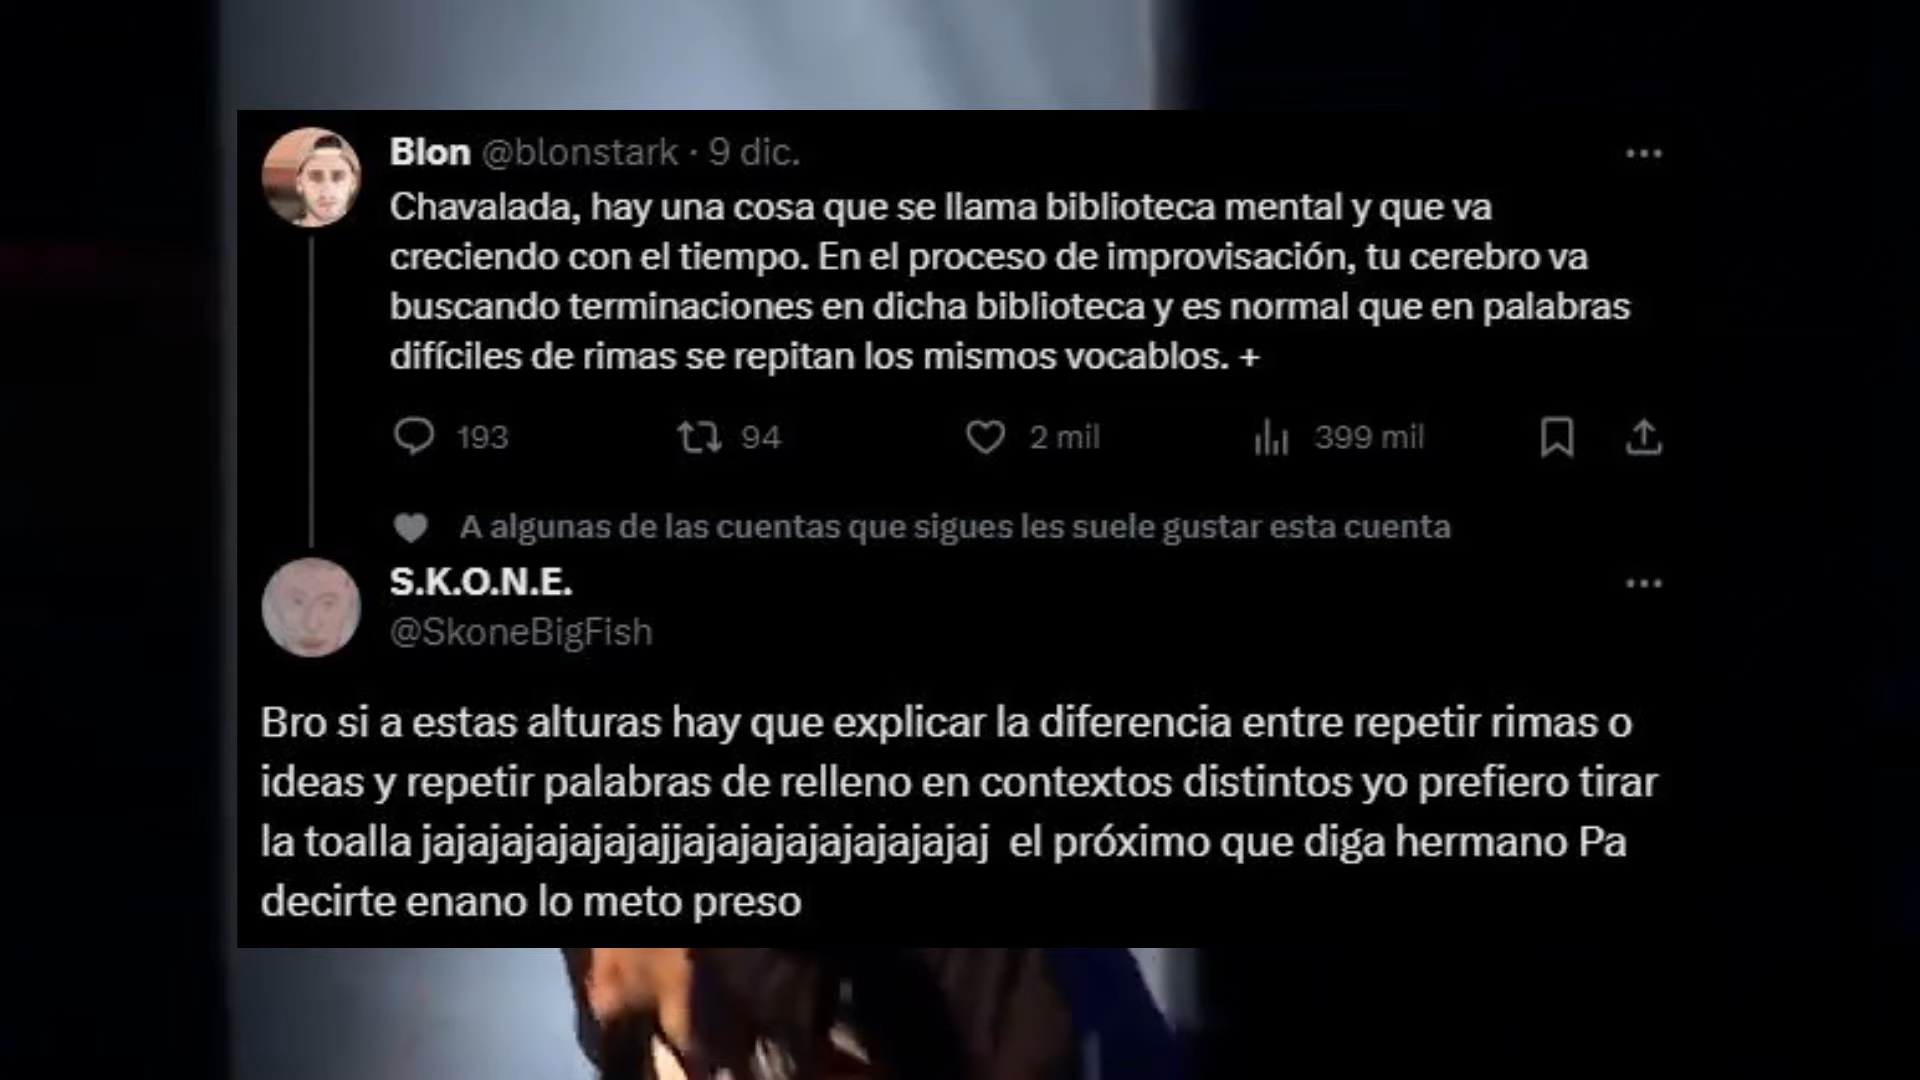 Blon @blonstark · 9 dic.
Chavalada, hay una cosa que se llama biblioteca mental y que va
creciendo con el tiempo. En el proceso de improvisación, tu cerebro va
buscando terminaciones en dicha biblioteca y es normal que en palabras
difíciles de rimas se repitan los mismos vocablos. +
193 94 2 mil 399 mil
A algunas de las cuentas que sigues les suele gustar esta cuenta
S.K.O.N.E.
@SkoneBigFish
Bro si a estas alturas hay que explicar la diferencia entre repetir rimas o
ideas y repetir palabras de relleno en contextos distintos yo prefiero tirar
la toalla jajajajajajajajjajajajajajajajajaj el próximo que diga hermano Pa
decirte enano lo meto preso